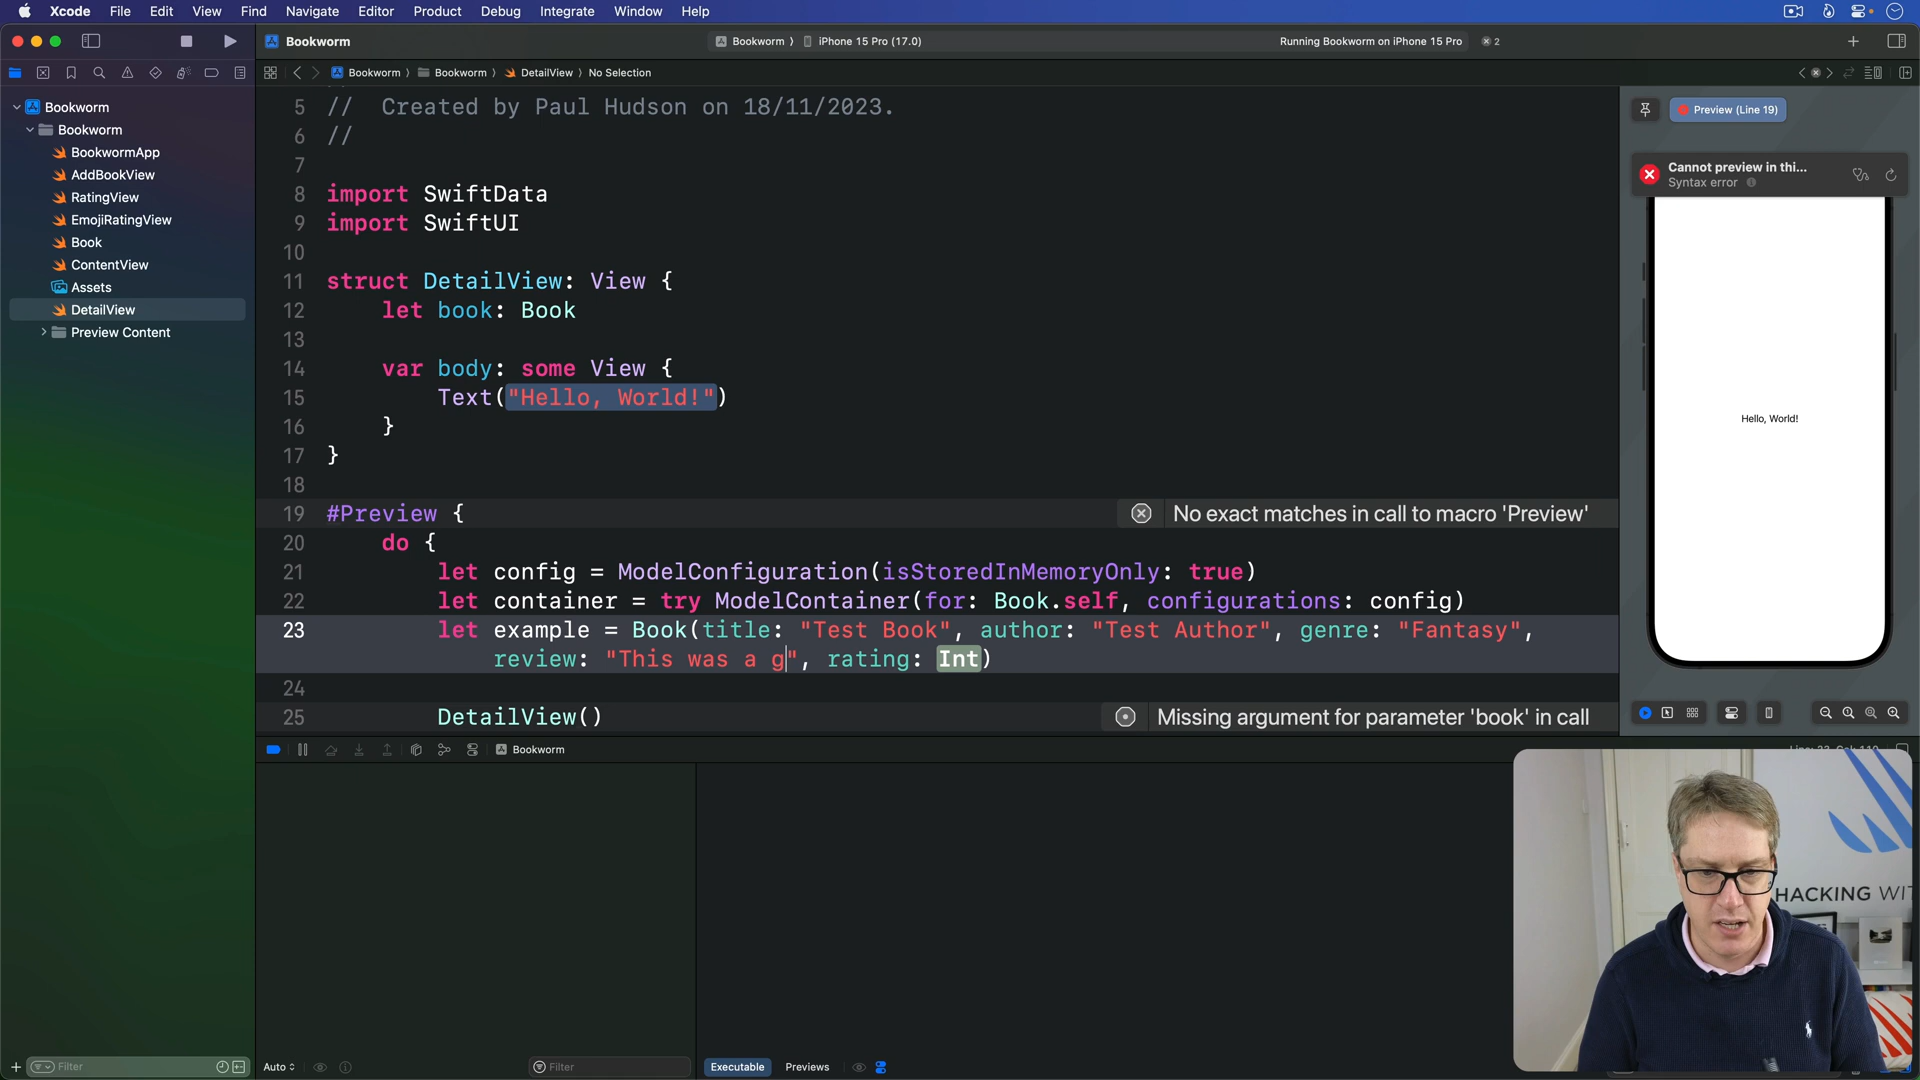 Xcode File Edit View Find Navigate Editor Product Debug Integrate Window Help
Bookworm
Bookworm ⟩ iPhone 15 Pro (17.0)
Running Bookworm on iPhone 15 Pro
2
Bookworm ⟩ Bookworm ⟩ DetailView ⟩ No Selection
Bookworm
Bookworm
BookwormApp
AddBookView
RatingView
EmojiRatingView
Book
ContentView
Assets
DetailView
Preview Content
5 // Created by Paul Hudson on 18/11/2023.
6 //
7
8 import SwiftData
9 import SwiftUI
10
11 struct DetailView: View {
12 let book: Book
13
14 var body: some View {
15 Text("Hello, World!")
16 }
17 }
18
19 #Preview {
No exact matches in call to macro 'Preview'
20 do {
21 let config = ModelConfiguration(isStoredInMemoryOnly: true)
22 let container = try ModelContainer(for: Book.self, configurations: config)
23 let example = Book(title: "Test Book", author: "Test Author", genre: "Fantasy",
review: "This was a g", rating: Int)
24
25 DetailView()
Missing argument for parameter 'book' in call
Preview (Line 19)
Cannot preview in thi...
Syntax error
Hello, World!
Bookworm
HACKING WIT
Filter
Auto
Filter
Executable
Previews